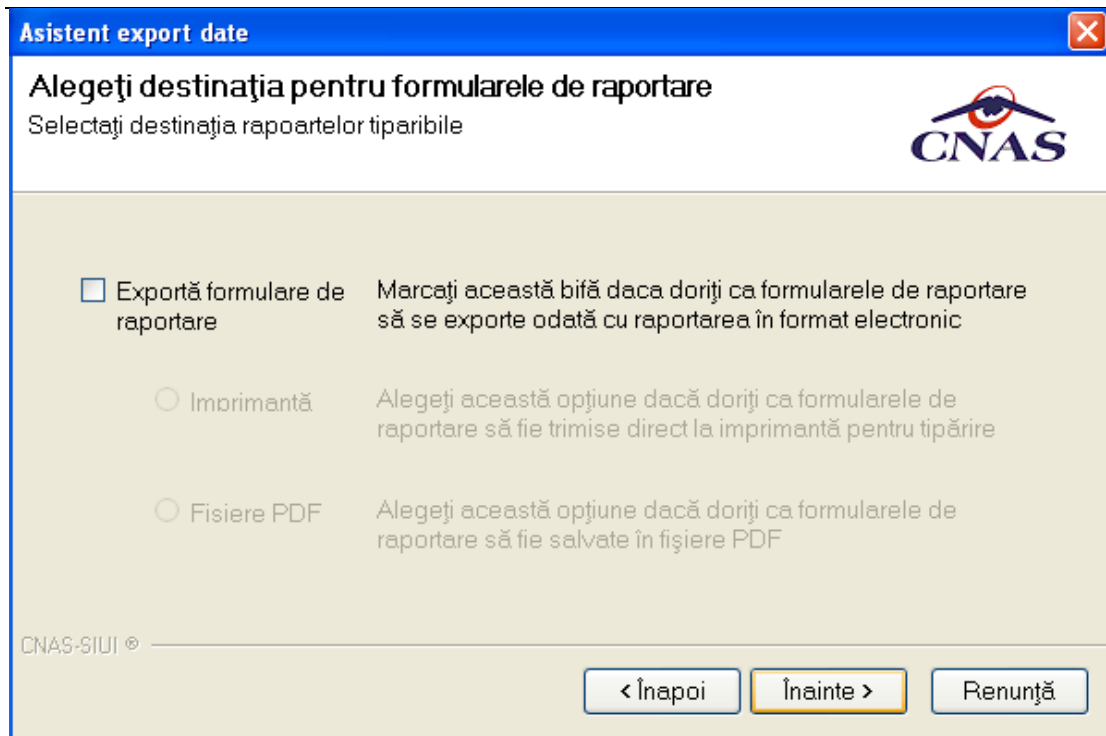 Asistent export date
Alegeţi destinaţia pentru formularele de raportare
Selectaţi destinaţia rapoartelor tiparibile
CNAS
Exportă formulare de
raportare
Marcaţi această bifă daca doriţi ca formularele de raportare
să se exporte odată cu raportarea în format electronic
Imprimantă
Alegeţi această opţiune dacă doriţi ca formularele de
raportare să fie trimise direct la imprimantă pentru tipărire
Fisiere PDF
Alegeţi această opţiune dacă doriţi ca formularele de
raportare să fie salvate în fişiere PDF
CNAS-SIUI ®
< Înapoi
Înainte >
Renunţă